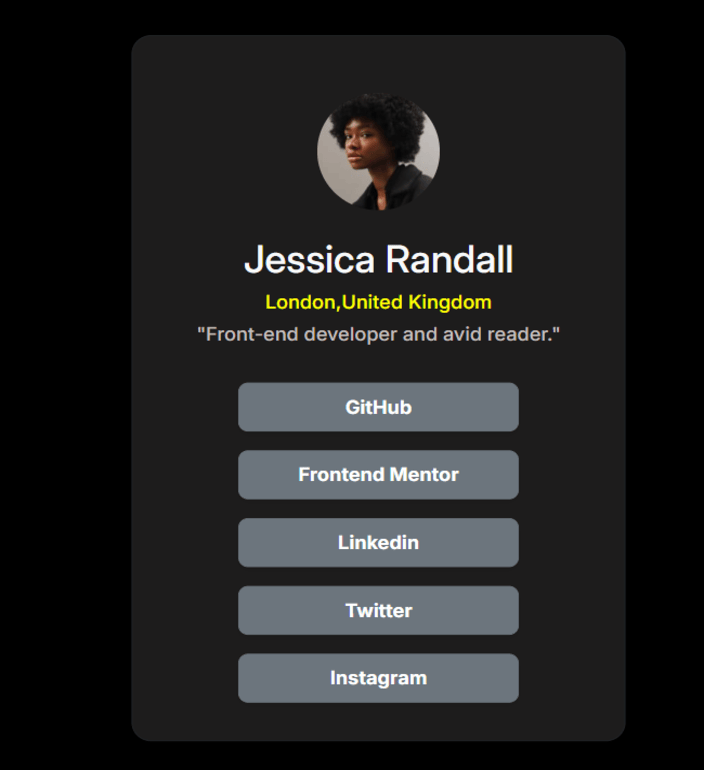 Jessica Randall
London,United Kingdom
"Front-end developer and avid reader."
GitHub
Frontend Mentor
Linkedin
Twitter
Instagram